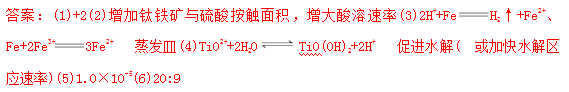 答案：(1)+2(2)增加钛铁矿与硫酸按触面积，增大酸溶速率(3)2H⁺+Fe══H₂↑+Fe²⁺、
Fe+2Fe³⁺══3Fe²⁺ 蒸发皿(4)TiO²⁺+2H₂O⇌TiO(OH)₂+2H⁺ 促进水解( 或加快水解区
应速率)(5)1.0×10⁻⁵(6)20:9